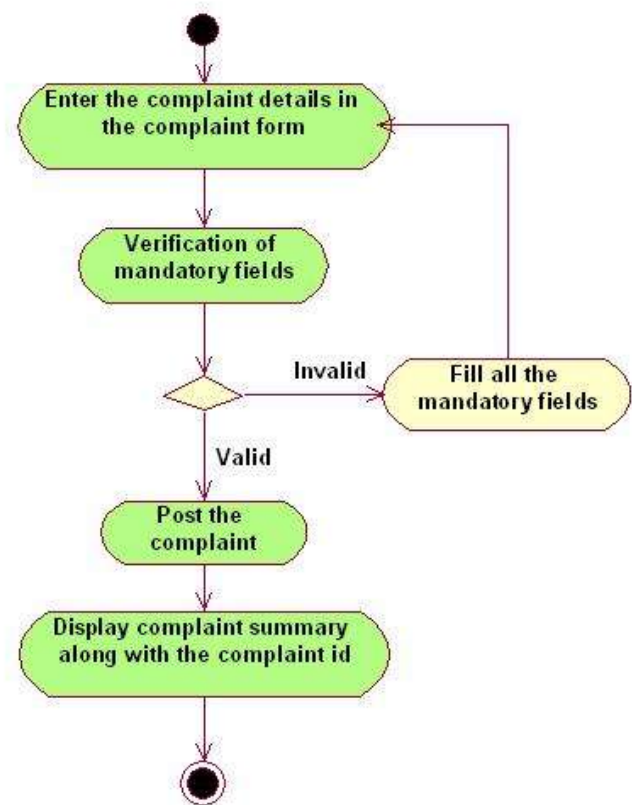 Enter the complaint details in
the complaint form
Verification of
mandatory fields
Invalid
Fill all the
mandatory fields
Valid
Post the
complaint
Display complaint summary
along with the complaint id